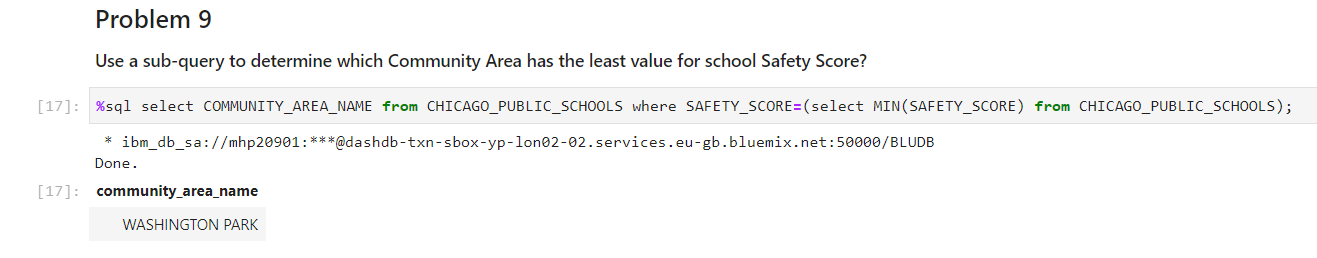 Problem 9
Use a sub-query to determine which Community Area has the least value for school Safety Score?
[17]: %sql select COMMUNITY_AREA_NAME from CHICAGO_PUBLIC_SCHOOLS where SAFETY_SCORE=(select MIN(SAFETY_SCORE) from CHICAGO_PUBLIC_SCHOOLS);
* ibm_db_sa://mhp20901:***@dashdb-txn-sbox-yp-lon02-02.services.eu-gb.bluemix.net:50000/BLUDB
Done.
[17]: community_area_name
WASHINGTON PARK